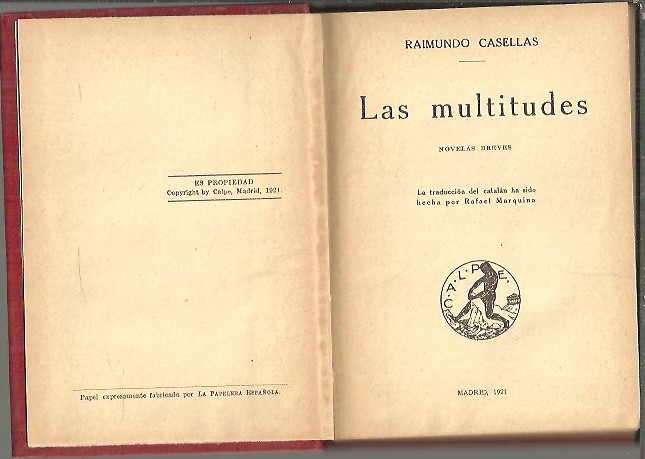 ES PROPIEDAD
Copyright by Calpe, Madrid, 1921.
Papel expresamente fabricado por LA PAPELERA ESPAÑOLA.
RAIMUNDO CASELLAS
Las multitudes
NOVELAS BREVES
La traducción del catalán ha sido
hecha por Rafael Marquina
C·A·L·P·E·
MADRID, 1921